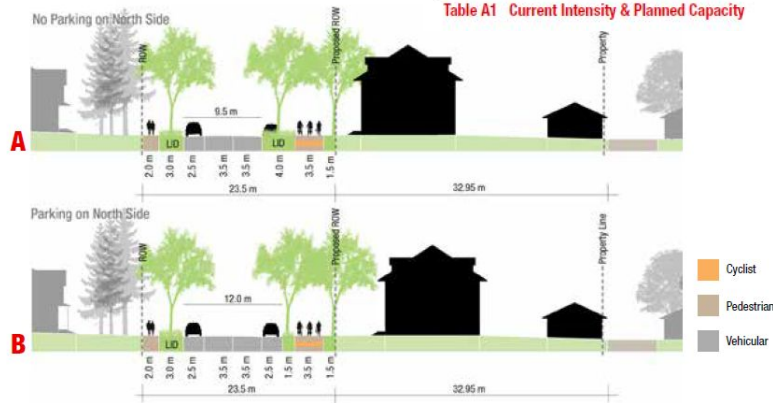 Table A1 Current Intensity & Planned Capacity
No Parking on North Side
ROW
Proposed ROW
Property
9.5 m
A
LID
LID
2.0 m
3.0 m
2.5 m
3.5 m
3.5 m
4.0 m
3.5 m
1.5 m
23.5 m
32.95 m
Parking on North Side
ROW
Proposed ROW
Property Line
12.0 m
B
LID
2.0 m
3.0 m
2.5 m
3.5 m
3.5 m
2.5 m
1.5 m
3.5 m
1.5 m
23.5 m
32.95 m
Cyclist
Pedestrian
Vehicular